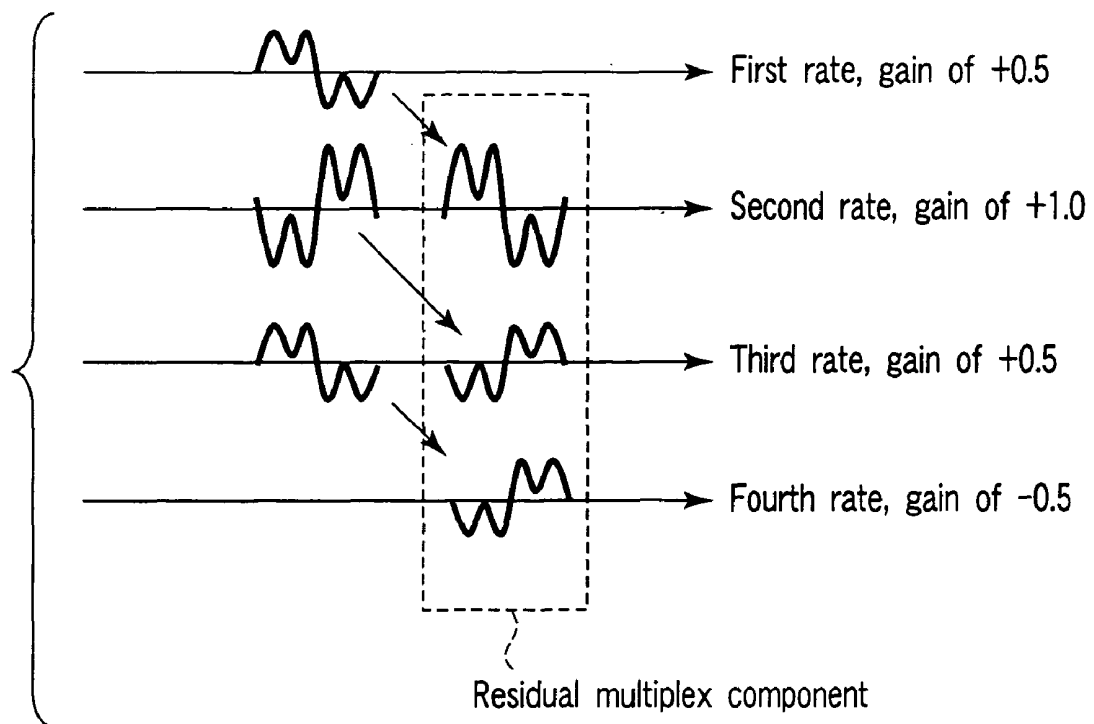 First rate, gain of +0.5
Second rate, gain of +1.0
Third rate, gain of +0.5
Fourth rate, gain of -0.5
Residual multiplex component